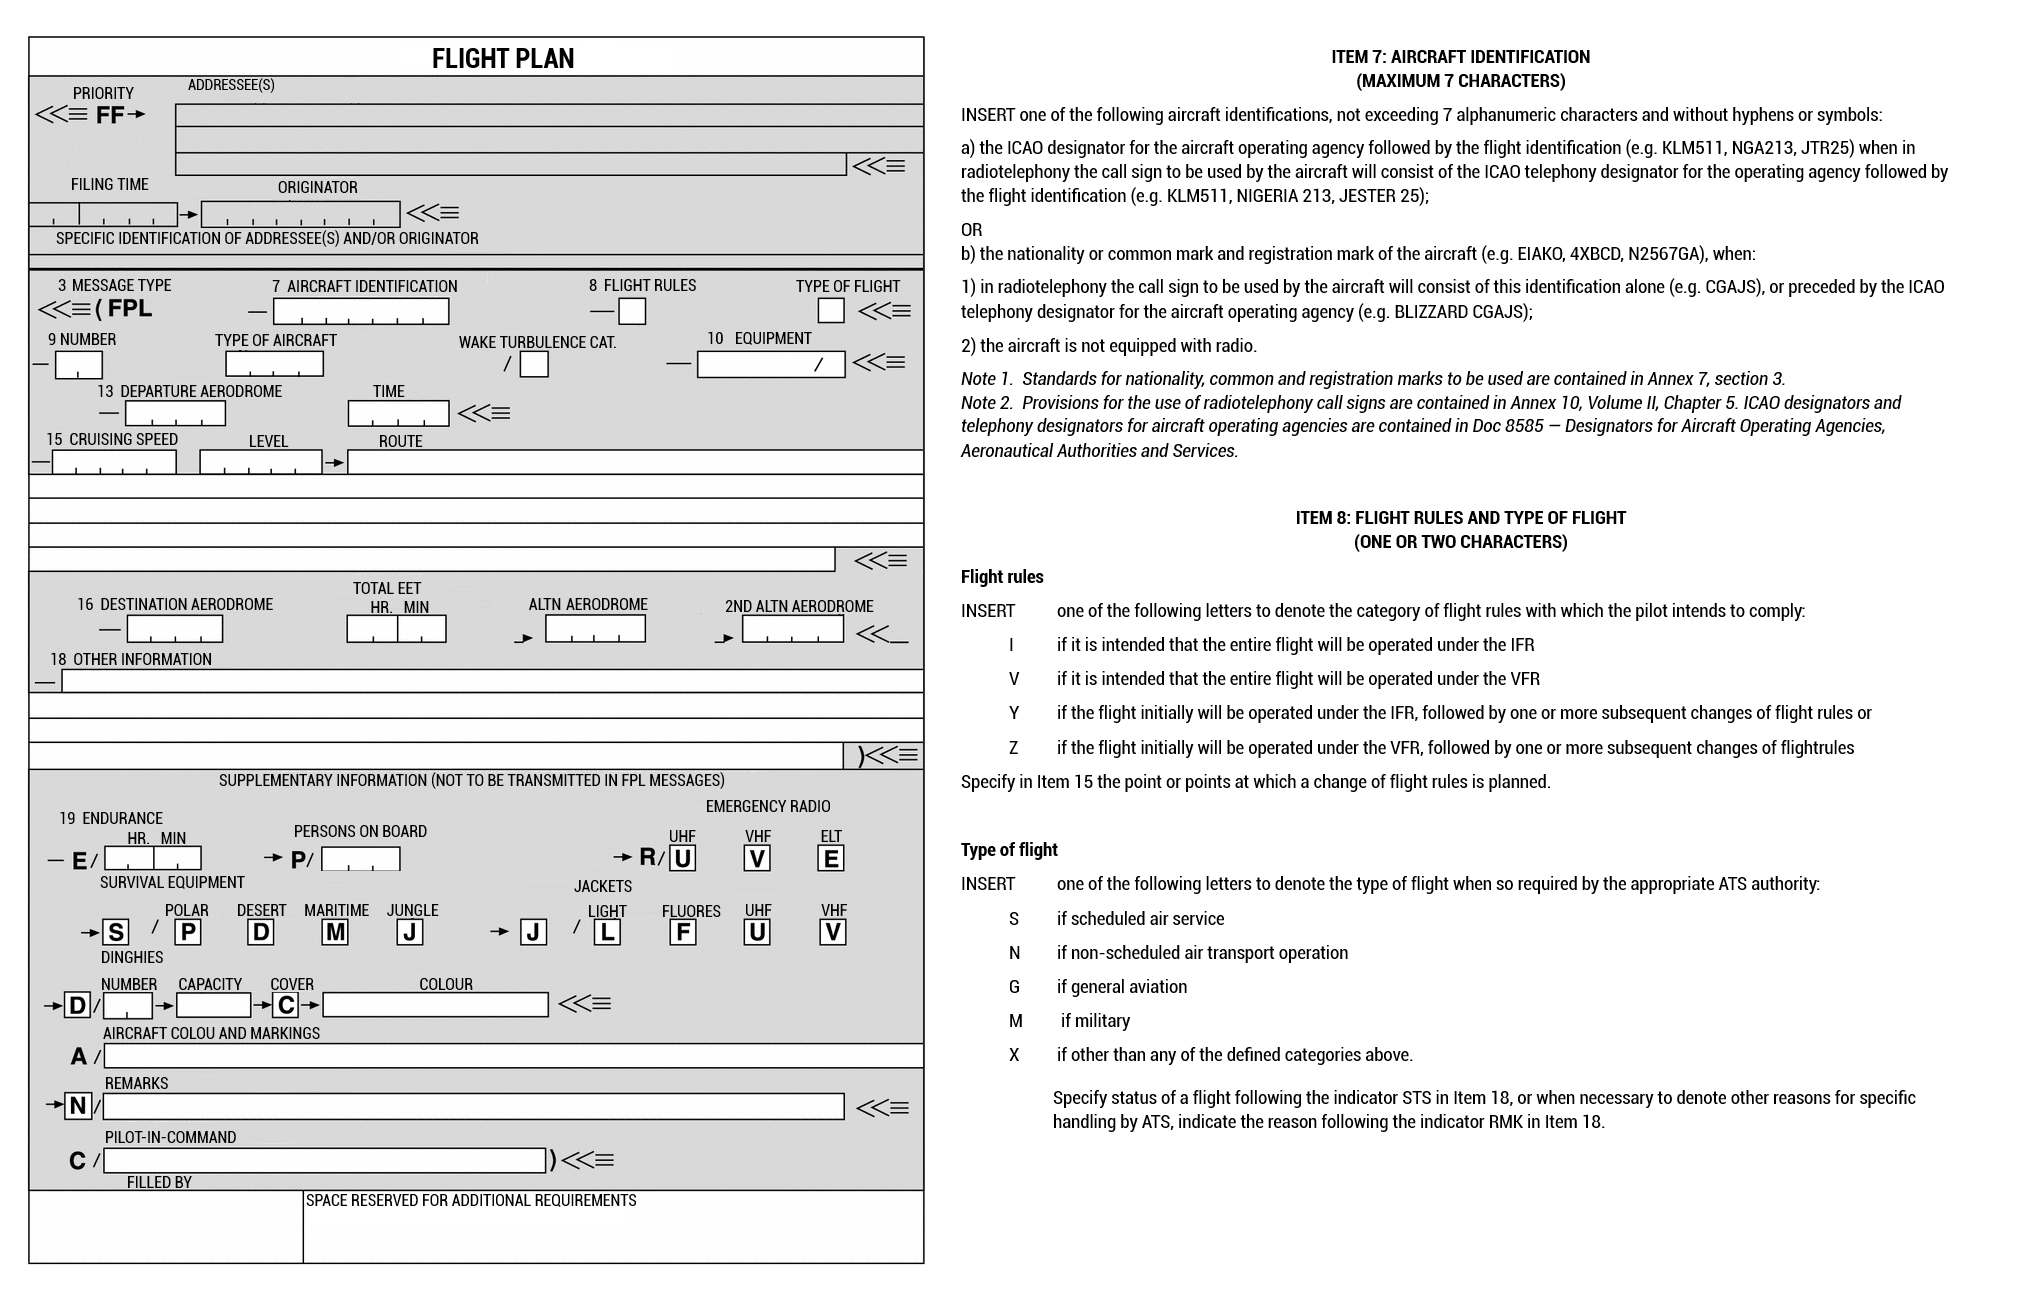 FLIGHT PLAN
PRIORITY
ADDRESSEE(S)
<<≡ FF→
<<≡
FILING TIME
ORIGINATOR
→ <<≡
SPECIFIC IDENTIFICATION OF ADDRESSEE(S) AND/OR ORIGINATOR
3 MESSAGE TYPE 7 AIRCRAFT IDENTIFICATION 8 FLIGHT RULES TYPE OF FLIGHT
<<≡ ( FPL — — <<≡
9 NUMBER TYPE OF AIRCRAFT WAKE TURBULENCE CAT. 10 EQUIPMENT
— / — / <<≡
13 DEPARTURE AERODROME TIME
— <<≡
15 CRUISING SPEED LEVEL ROUTE
— →
<<≡
TOTAL EET
16 DESTINATION AERODROME HR. MIN ALTN AERODROME 2ND ALTN AERODROME
— → → <<_
18 OTHER INFORMATION
—
)<<≡
SUPPLEMENTARY INFORMATION (NOT TO BE TRANSMITTED IN FPL MESSAGES)
EMERGENCY RADIO
19 ENDURANCE
HR. MIN PERSONS ON BOARD UHF VHF ELT
— E / → P/ → R/ U V E
SURVIVAL EQUIPMENT JACKETS
POLAR DESERT MARITIME JUNGLE LIGHT FLUORES UHF VHF
→ S / P D M J → J / L F U V
DINGHIES
NUMBER CAPACITY COVER COLOUR
→ D / → → C → <<≡
AIRCRAFT COLOU AND MARKINGS
A /
REMARKS
→ N / <<≡
PILOT-IN-COMMAND
C / )<<≡
FILLED BY
SPACE RESERVED FOR ADDITIONAL REQUIREMENTS
ITEM 7: AIRCRAFT IDENTIFICATION
(MAXIMUM 7 CHARACTERS)
INSERT one of the following aircraft identifications, not exceeding 7 alphanumeric characters and without hyphens or symbols:
a) the ICAO designator for the aircraft operating agency followed by the flight identification (e.g. KLM511, NGA213, JTR25) when in
radiotelephony the call sign to be used by the aircraft will consist of the ICAO telephony designator for the operating agency followed by
the flight identification (e.g. KLM511, NIGERIA 213, JESTER 25);
OR
b) the nationality or common mark and registration mark of the aircraft (e.g. EIAKO, 4XBCD, N2567GA), when:
1) in radiotelephony the call sign to be used by the aircraft will consist of this identification alone (e.g. CGAJS), or preceded by the ICAO
telephony designator for the aircraft operating agency (e.g. BLIZZARD CGAJS);
2) the aircraft is not equipped with radio.
Note 1. Standards for nationality, common and registration marks to be used are contained in Annex 7, section 3.
Note 2. Provisions for the use of radiotelephony call signs are contained in Annex 10, Volume II, Chapter 5. ICAO designators and
telephony designators for aircraft operating agencies are contained in Doc 8585 — Designators for Aircraft Operating Agencies,
Aeronautical Authorities and Services.
ITEM 8: FLIGHT RULES AND TYPE OF FLIGHT
(ONE OR TWO CHARACTERS)
Flight rules
INSERT one of the following letters to denote the category of flight rules with which the pilot intends to comply:
I if it is intended that the entire flight will be operated under the IFR
V if it is intended that the entire flight will be operated under the VFR
Y if the flight initially will be operated under the IFR, followed by one or more subsequent changes of flight rules or
Z if the flight initially will be operated under the VFR, followed by one or more subsequent changes of flightrules
Specify in Item 15 the point or points at which a change of flight rules is planned.
Type of flight
INSERT one of the following letters to denote the type of flight when so required by the appropriate ATS authority:
S if scheduled air service
N if non-scheduled air transport operation
G if general aviation
M if military
X if other than any of the defined categories above.
Specify status of a flight following the indicator STS in Item 18, or when necessary to denote other reasons for specific
handling by ATS, indicate the reason following the indicator RMK in Item 18.